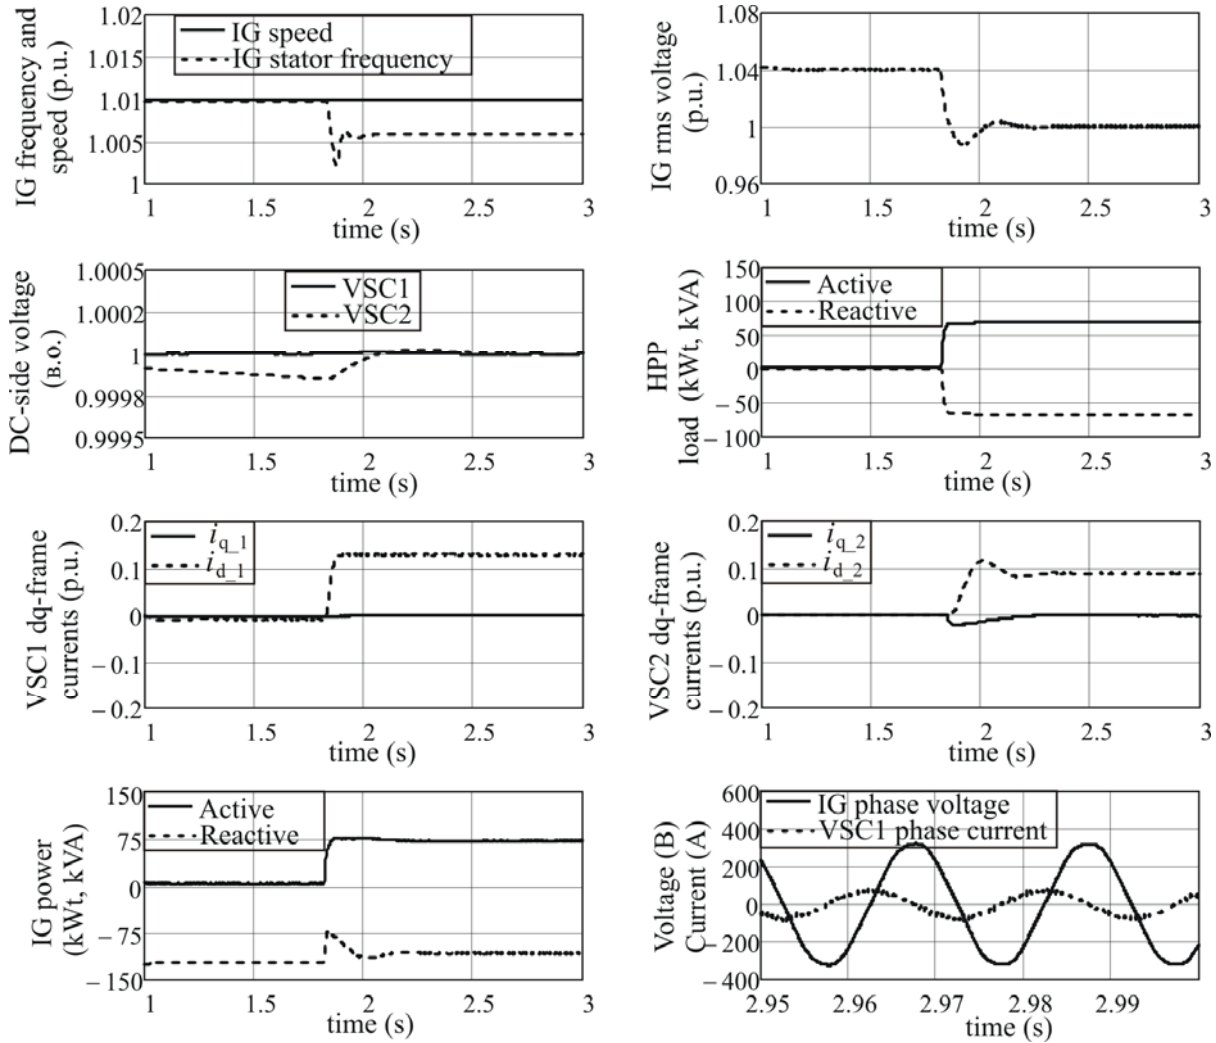 IG frequency and
speed (p.u.)
1.02
1.015
1.01
1.005
1
IG speed
IG stator frequency
1
1.5
2
2.5
3
time (s)
IG rms voltage
(p.u.)
1.08
1.04
1
0.96
1
1.5
2
2.5
3
time (s)
DC-side voltage
(в.о.)
1.0005
1.0002
1
0.9998
0.9995
VSC1
VSC2
1
1.5
2
2.5
3
time (s)
HPP
load (kWt, kVA)
150
100
50
0
−50
−100
Active
Reactive
1
1.5
2
2.5
3
time (s)
VSC1 dq-frame
currents (p.u.)
0.2
0.1
0
−0.1
−0.2
i q_1
i d_1
1
1.5
2
2.5
3
time (s)
VSC2 dq-frame
currents (p.u.)
0.2
0.1
0
−0.1
−0.2
i q_2
i d_2
1
1.5
2
2.5
3
time (s)
IG power
(kWt, kVA)
150
75
0
−75
−150
Active
Reactive
1
1.5
2
2.5
3
time (s)
Voltage (B)
Current (A)
600
400
200
0
−200
−400
IG phase voltage
VSC1 phase current
2.95
2.96
2.97
2.98
2.99
time (s)